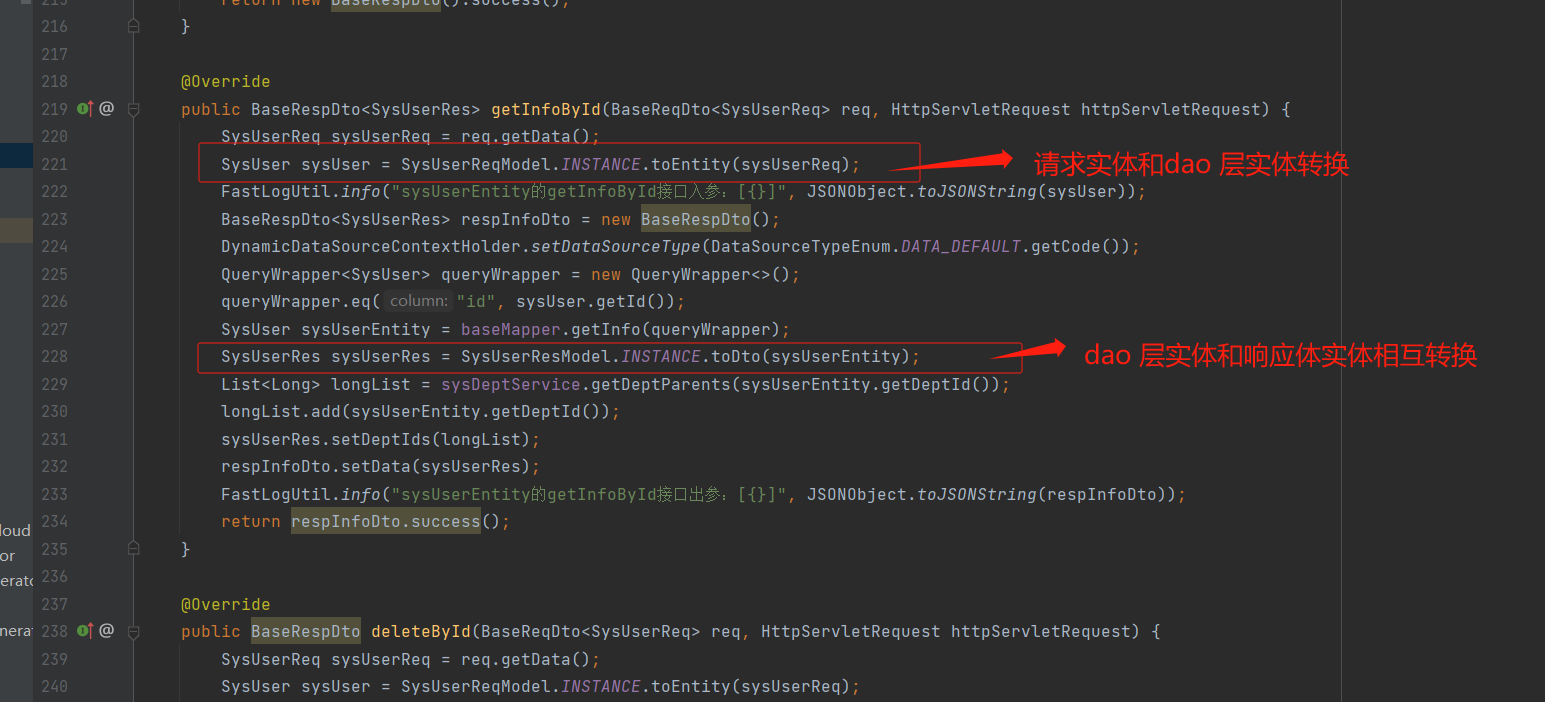 216 }
217
218 @Override
219 @ public BaseRespDto<SysUserRes> getInfoById(BaseReqDto<SysUserReq> req, HttpServletRequest httpServletRequest) {
220 SysUserReq sysUserReq = req.getData();
221 SysUser sysUser = SysUserReqModel.INSTANCE.toEntity(sysUserReq); 请求实体和dao 层实体转换
222 FastLogUtil.info("sysUserEntity的getInfoById接口入参：[{}]", JSONObject.toJSONString(sysUser));
223 BaseRespDto<SysUserRes> respInfoDto = new BaseRespDto();
224 DynamicDataSourceContextHolder.setDataSourceType(DataSourceTypeEnum.DATA_DEFAULT.getCode());
225 QueryWrapper<SysUser> queryWrapper = new QueryWrapper<>();
226 queryWrapper.eq( column: "id", sysUser.getId());
227 SysUser sysUserEntity = baseMapper.getInfo(queryWrapper);
228 SysUserRes sysUserRes = SysUserResModel.INSTANCE.toDto(sysUserEntity); dao 层实体和响应体实体相互转换
229 List<Long> longList = sysDeptService.getDeptParents(sysUserEntity.getDeptId());
230 longList.add(sysUserEntity.getDeptId());
231 sysUserRes.setDeptIds(longList);
232 respInfoDto.setData(sysUserRes);
233 FastLogUtil.info("sysUserEntity的getInfoById接口出参：[{}]", JSONObject.toJSONString(respInfoDto));
234 return respInfoDto.success();
235 }
236
237 @Override
238 @ public BaseRespDto deleteById(BaseReqDto<SysUserReq> req, HttpServletRequest httpServletRequest) {
239 SysUserReq sysUserReq = req.getData();
240 SysUser sysUser = SysUserReqModel.INSTANCE.toEntity(sysUserReq);